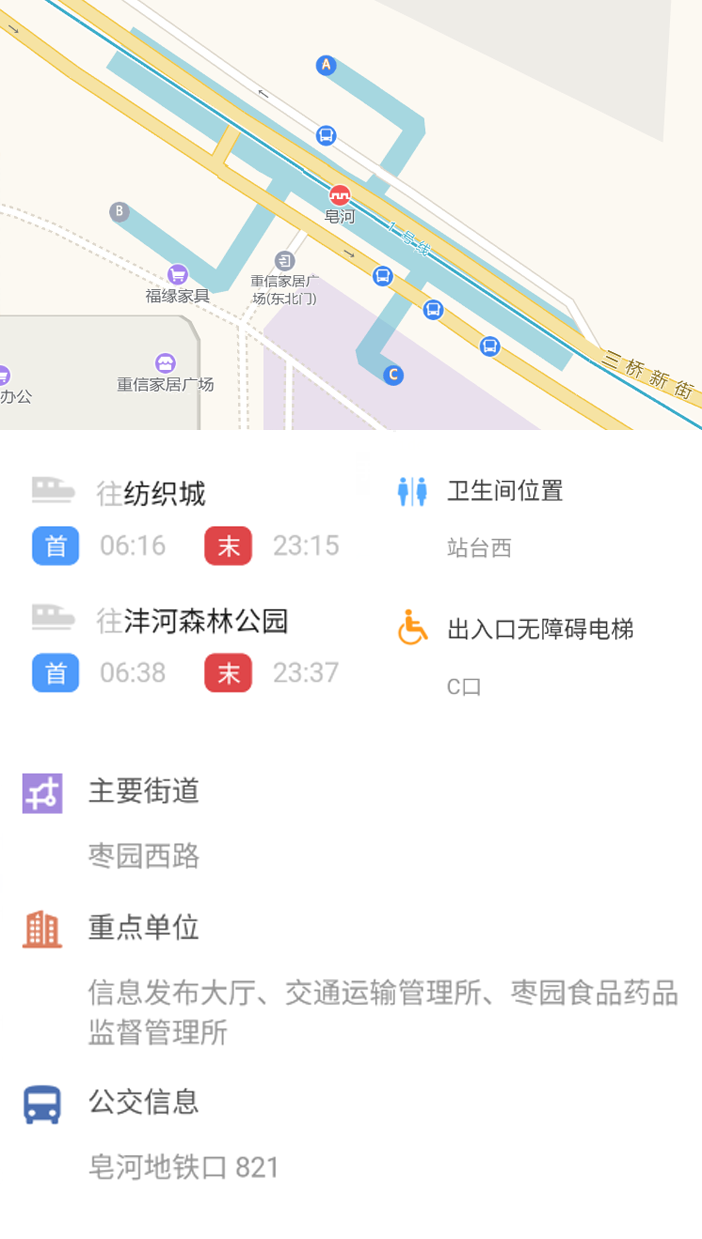 A
B
皂河
1号线
福缘家具
重信家居广
场(东北门)
三桥新街
重信家居广场
办公
C
往纺织城
首 06:16 末 23:15
卫生间位置
站台西
往沣河森林公园
首 06:38 末 23:37
出入口无障碍电梯
C口
主要街道
枣园西路
重点单位
信息发布大厅、交通运输管理所、枣园食品药品
监督管理所
公交信息
皂河地铁口 821